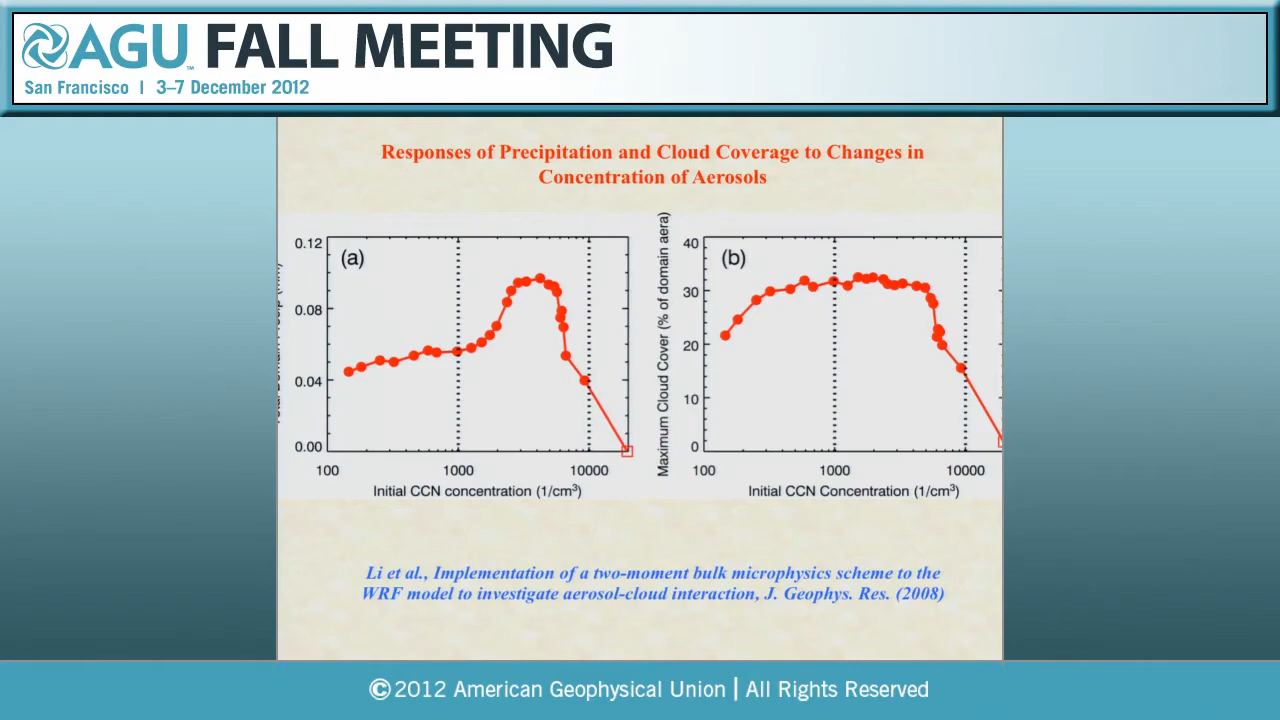 AGU FALL MEETING
San Francisco | 3–7 December 2012
Responses of Precipitation and Cloud Coverage to Changes in
Concentration of Aerosols
(a)
0.12
0.08
0.04
0.00
100 1000 10000
Initial CCN concentration (1/cm³)
Maximum Cloud Cover (% of domain aera)
(b)
40
30
20
10
0
100 1000 10000
Initial CCN Concentration (1/cm³)
Li et al., Implementation of a two-moment bulk microphysics scheme to the
WRF model to investigate aerosol-cloud interaction, J. Geophys. Res. (2008)
©2012 American Geophysical Union | All Rights Reserved